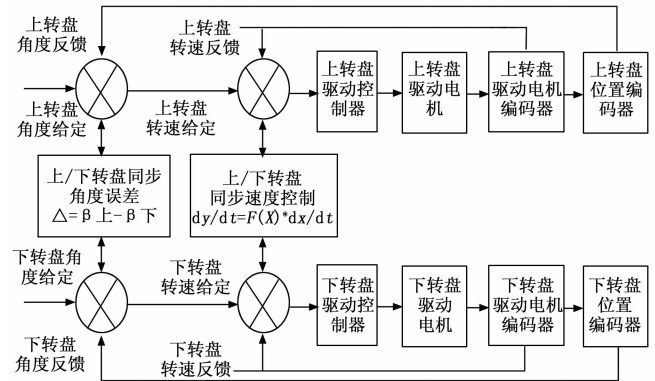 上转盘
角度反馈
上转盘
转速反馈
上转盘
角度给定
上转盘
转速给定
上转盘
驱动控
制器
上转盘
驱动电
机
上转盘
驱动电机
编码器
上转盘
位置编
码器
上/下转盘同步
角度误差
△=β上-β下
上/下转盘
同步速度控制
dy/dt=F(X)*dx/dt
下转盘角
度给定
下转盘
转速给定
下转盘
驱动控
制器
下转盘
驱动
电机
下转盘
驱动电机
编码器
下转盘
位置
编码器
下转盘
角度反馈
下转盘
转速反馈